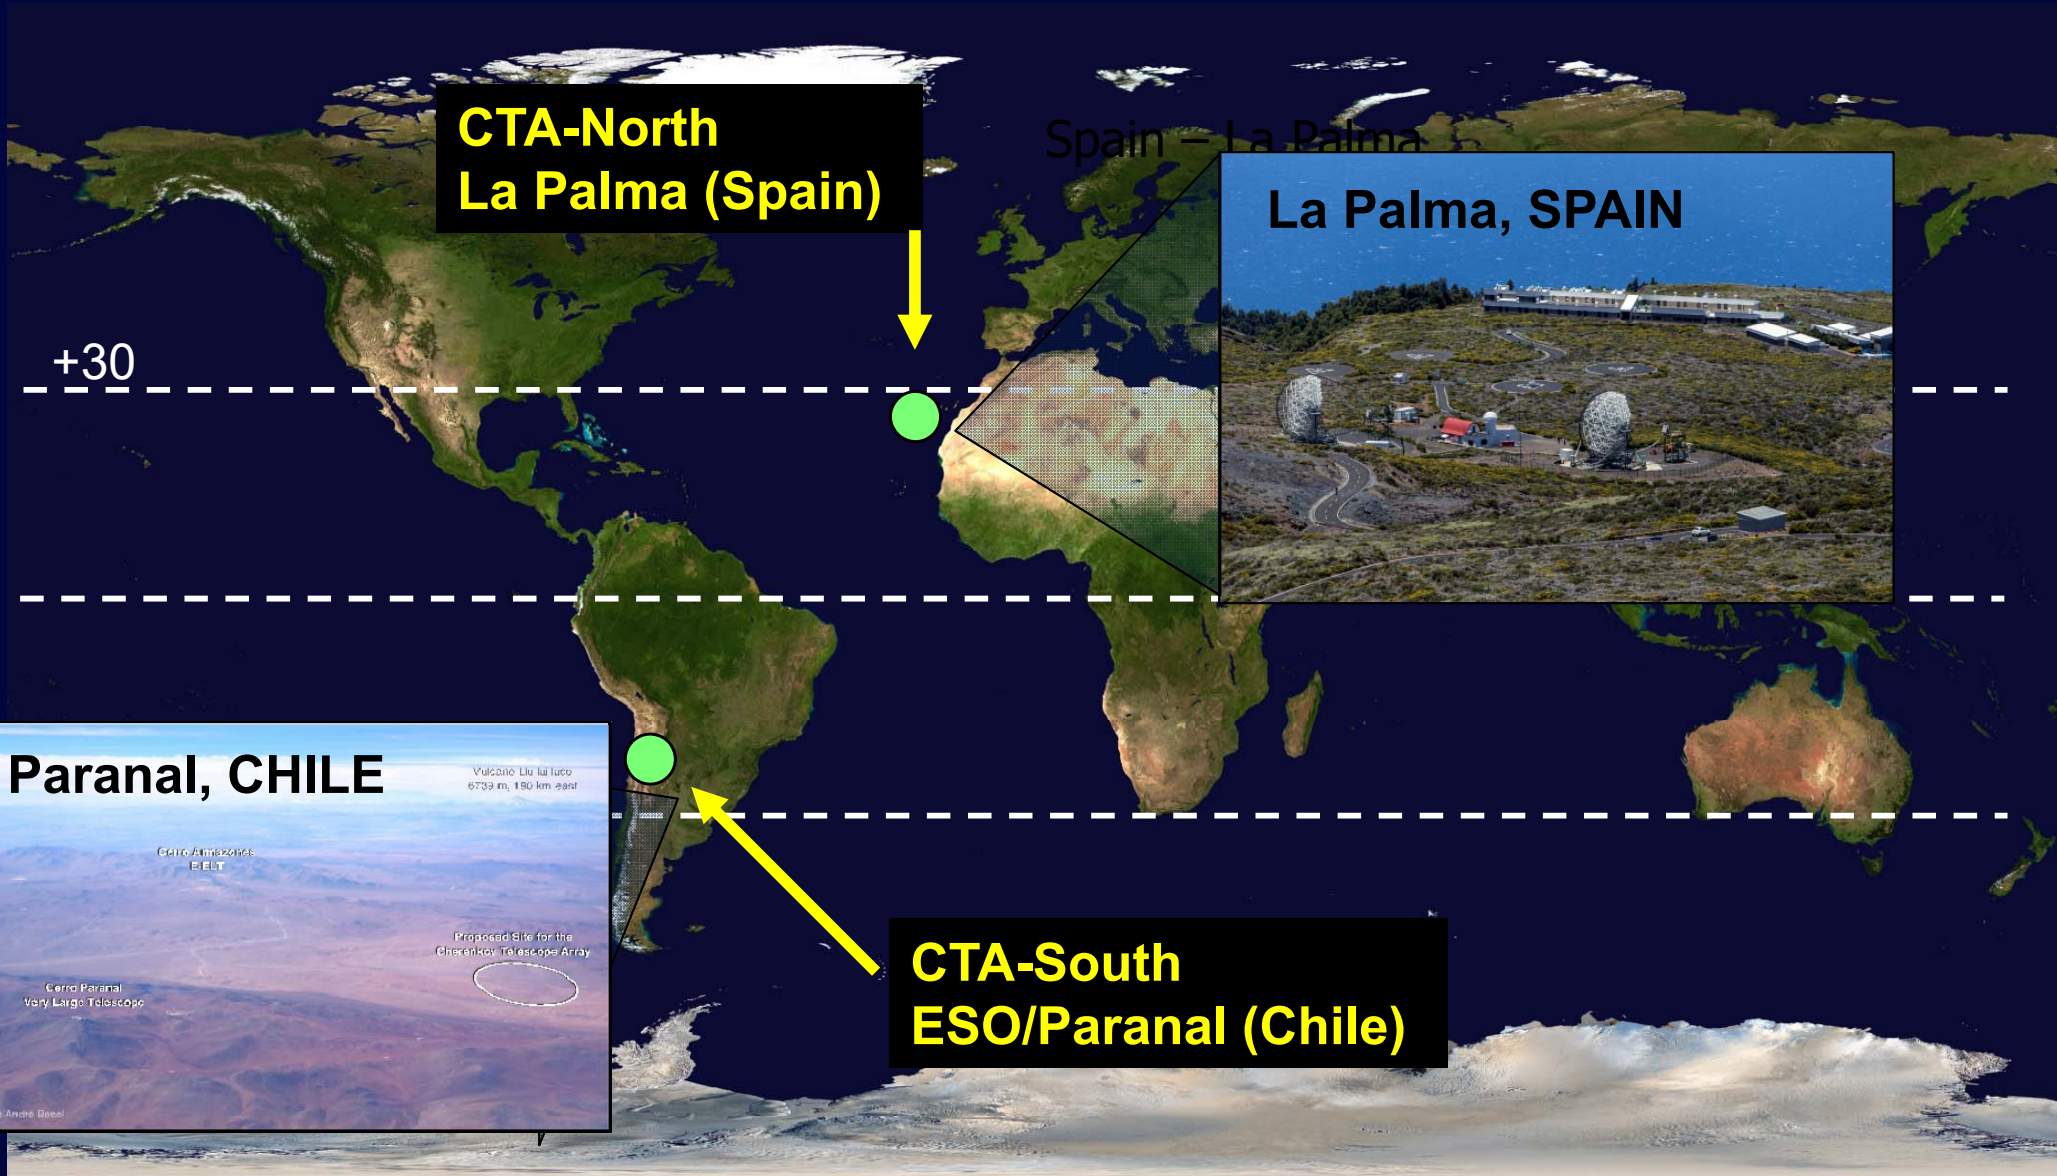 CTA-North
La Palma (Spain)
Spain – La Palma
La Palma, SPAIN
+30
Paranal, CHILE
6739 m, 190 km east
Cerro Armazones
E-ELT
Proposed Site for the
Cherenkov Telescope Array
Cerro Paranal
Very Large Telescope
CTA-South
ESO/Paranal (Chile)